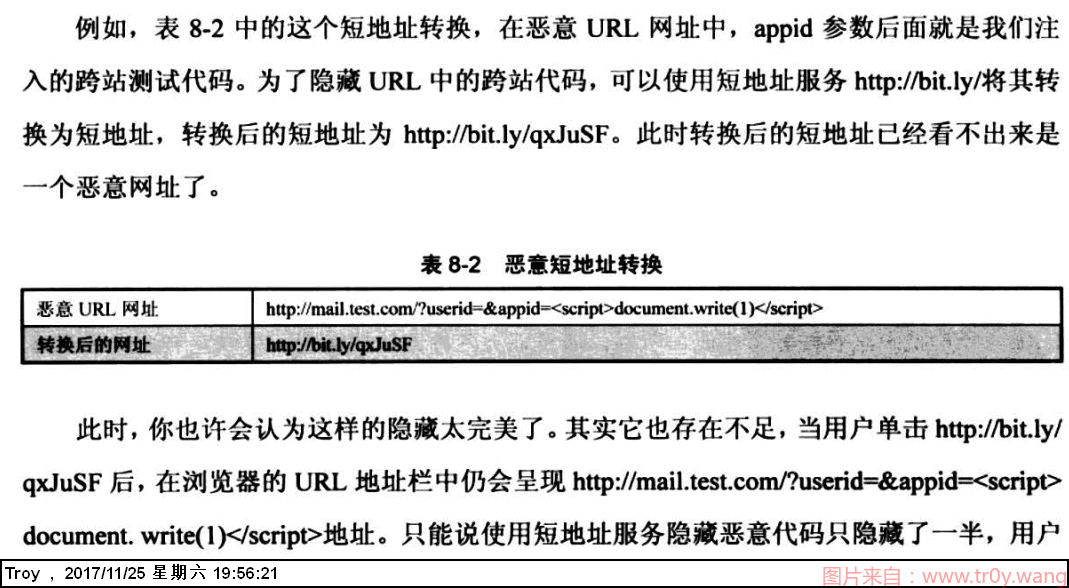 例如，表 8-2 中的这个短地址转换，在恶意 URL 网址中，appid 参数后面就是我们注
入的跨站测试代码。为了隐藏 URL 中的跨站代码，可以使用短地址服务 http://bit.ly/将其转
换为短地址，转换后的短地址为 http://bit.ly/qxJuSF。此时转换后的短地址已经看不出来是
一个恶意网址了。
表 8-2 恶意短地址转换
恶意 URL 网址 http://mail.test.com/?userid=&appid=<script>document.write(1)</script>
转换后的网址 http://bit.ly/qxJuSF
此时，你也许会认为这样的隐藏太完美了。其实它也存在不足，当用户单击 http://bit.ly/
qxJuSF 后，在浏览器的 URL 地址栏中仍会呈现 http://mail.test.com/?userid=&appid=<script>
document. write(1)</script>地址。只能说使用短地址服务隐藏恶意代码只隐藏了一半，用户
Troy , 2017/11/25 星期六 19:56:21
图片来自：www.tr0y.wang